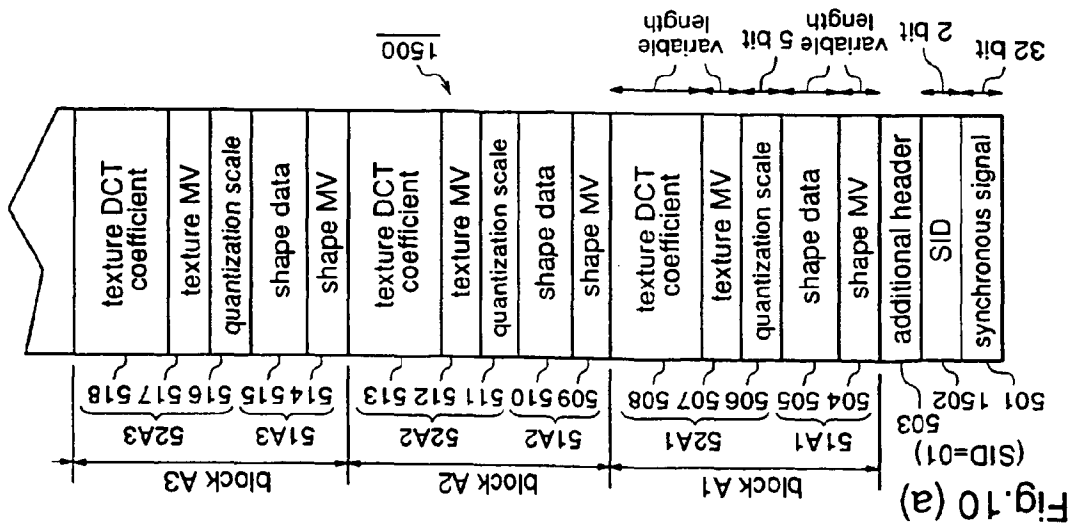 Fig.10 (a)
(SID=01)
block A1
block A2
block A3
51A1
52A1
51A2
52A2
51A3
52A3
501 1502 503 504 505 506 507 508 509 510 511 512 513 514 515 516 517 518
synchronous signal
SID
additional header
shape MV
shape data
quantization scale
texture MV
texture DCT
coefficient
shape MV
shape data
quantization scale
texture MV
texture DCT
coefficient
shape MV
shape data
quantization scale
texture MV
texture DCT
coefficient
32 bit
2 bit
variable
length
5 bit
variable
length
1500